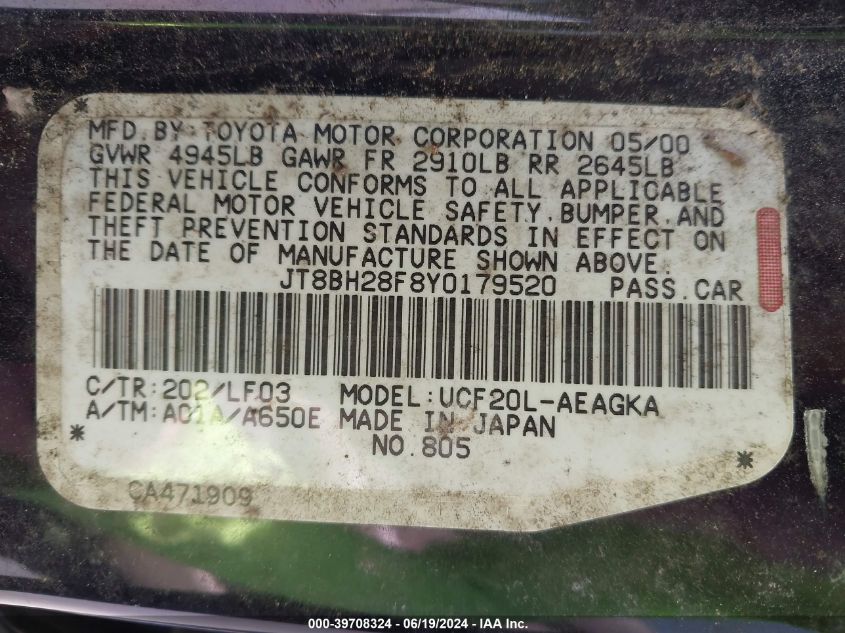 MFD.BY:TOYOTA MOTOR CORPORATION 05/00
GVWR 4945LB GAWR FR 2910LB RR 2645LB
THIS VEHICLE CONFORMS TO ALL APPLICABLE
FEDERAL MOTOR VEHICLE SAFETY.BUMPER.AND
THEFT PREVENTION STANDARDS IN EFFECT ON
THE DATE OF MANUFACTURE SHOWN ABOVE.
JT8BH28F8Y0179520 PASS.CAR
C/TR:202/LF03 MODEL:UCF20L-AEAGKA
A/TM:A01A/A650E MADE IN JAPAN
NO.805
CA471909
000-39708324 - 06/19/2024 - IAA Inc.